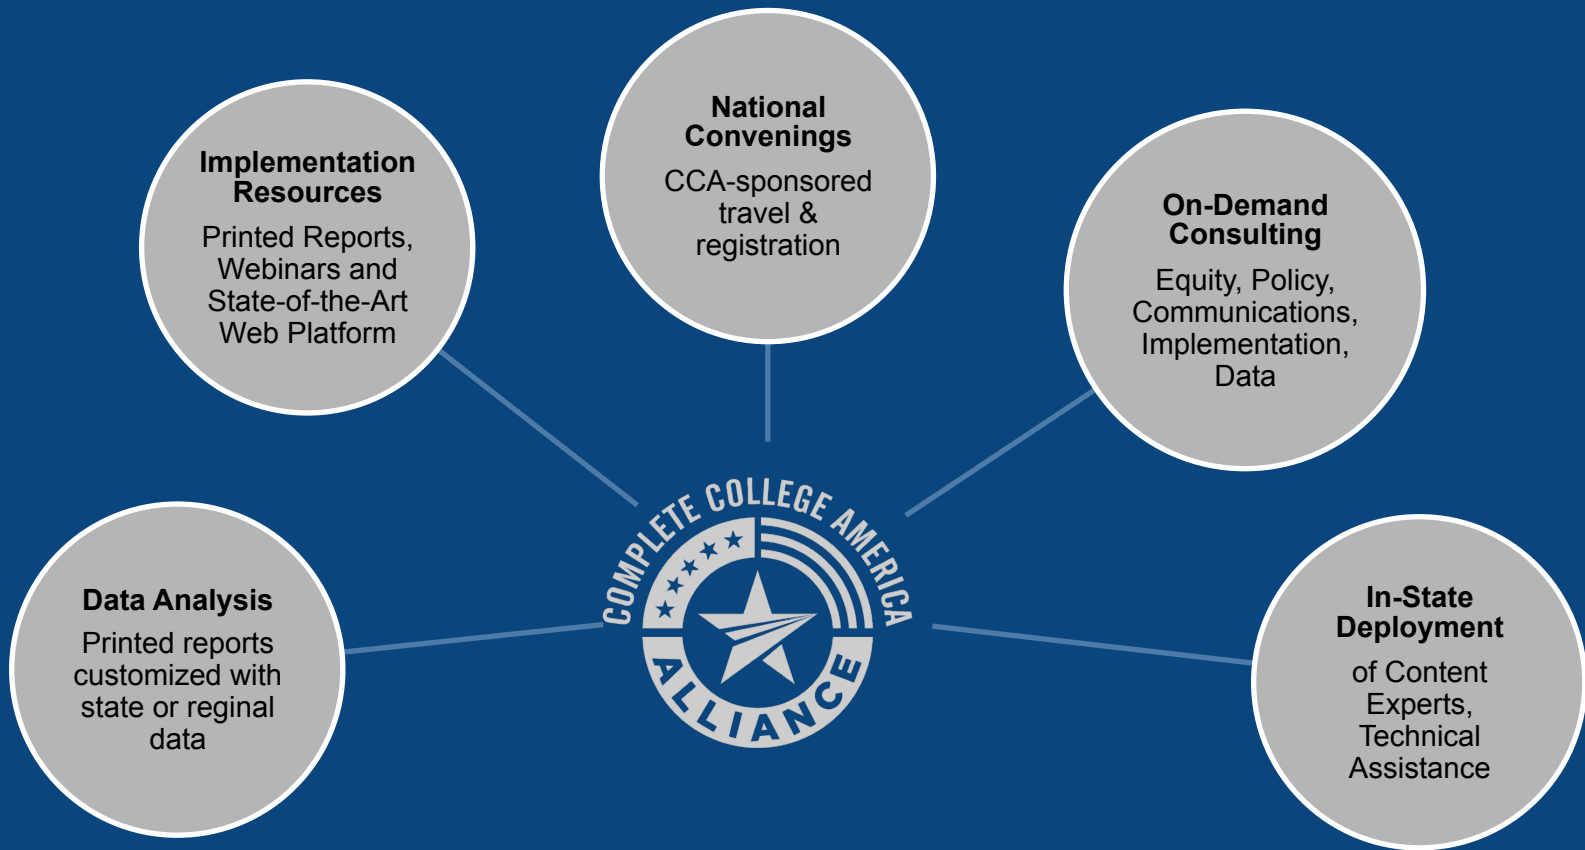 National
Convenings
CCA-sponsored
travel &
registration
Implementation
Resources
Printed Reports,
Webinars and
State-of-the-Art
Web Platform
On-Demand
Consulting
Equity, Policy,
Communications,
Implementation,
Data
Data Analysis
Printed reports
customized with
state or reginal
data
COMPLETE COLLEGE AMERICA
ALLIANCE
In-State
Deployment
of Content
Experts,
Technical
Assistance